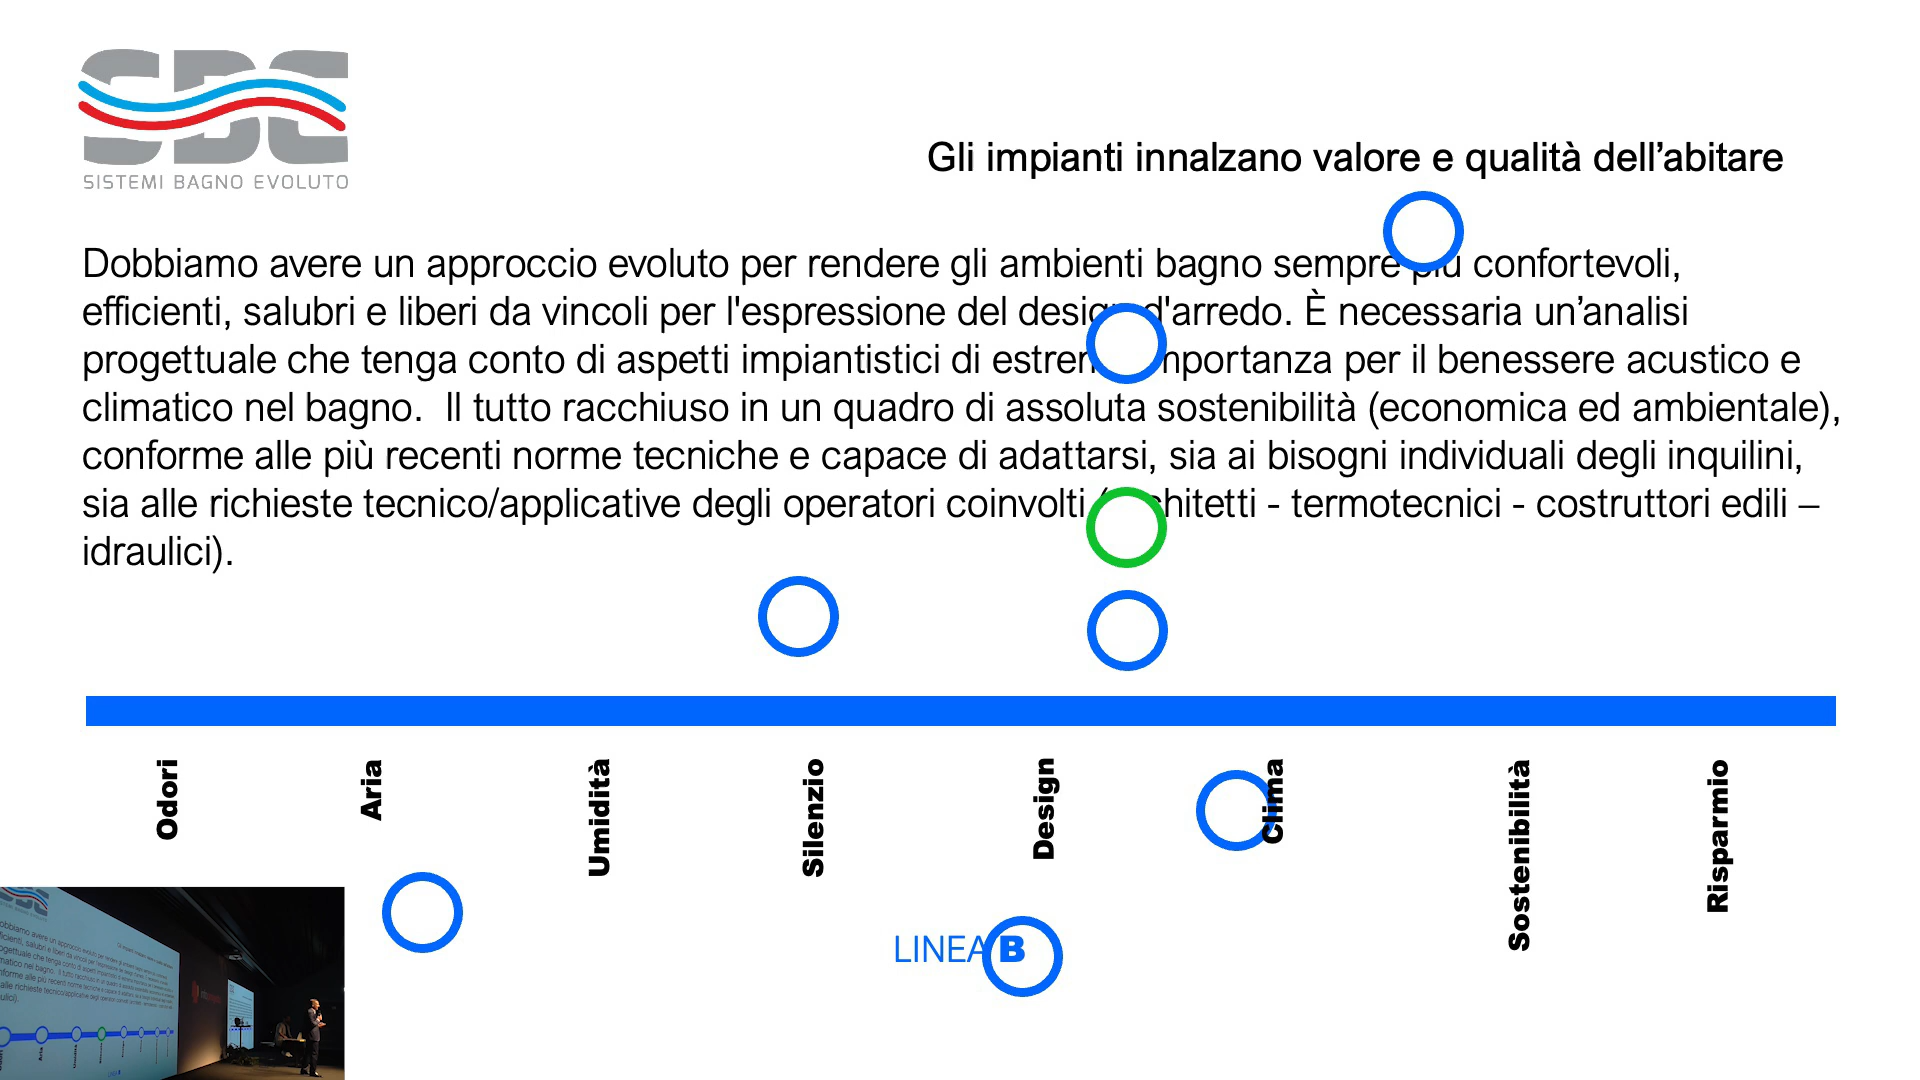 SBE
SISTEMI BAGNO EVOLUTO
Gli impianti innalzano valore e qualità dell’abitare
Dobbiamo avere un approccio evoluto per rendere gli ambienti bagno sempre più confortevoli,
efficienti, salubri e liberi da vincoli per l'espressione del design d'arredo. È necessaria un’analisi
progettuale che tenga conto di aspetti impiantistici di estrema importanza per il benessere acustico e
climatico nel bagno.  Il tutto racchiuso in un quadro di assoluta sostenibilità (economica ed ambientale),
conforme alle più recenti norme tecniche e capace di adattarsi, sia ai bisogni individuali degli inquilini,
sia alle richieste tecnico/applicative degli operatori coinvolti (architetti - termotecnici - costruttori edili –
idraulici).
Odori
Aria
Umidità
Silenzio
Design
Clima
Sostenibilità
Risparmio
LINEA B